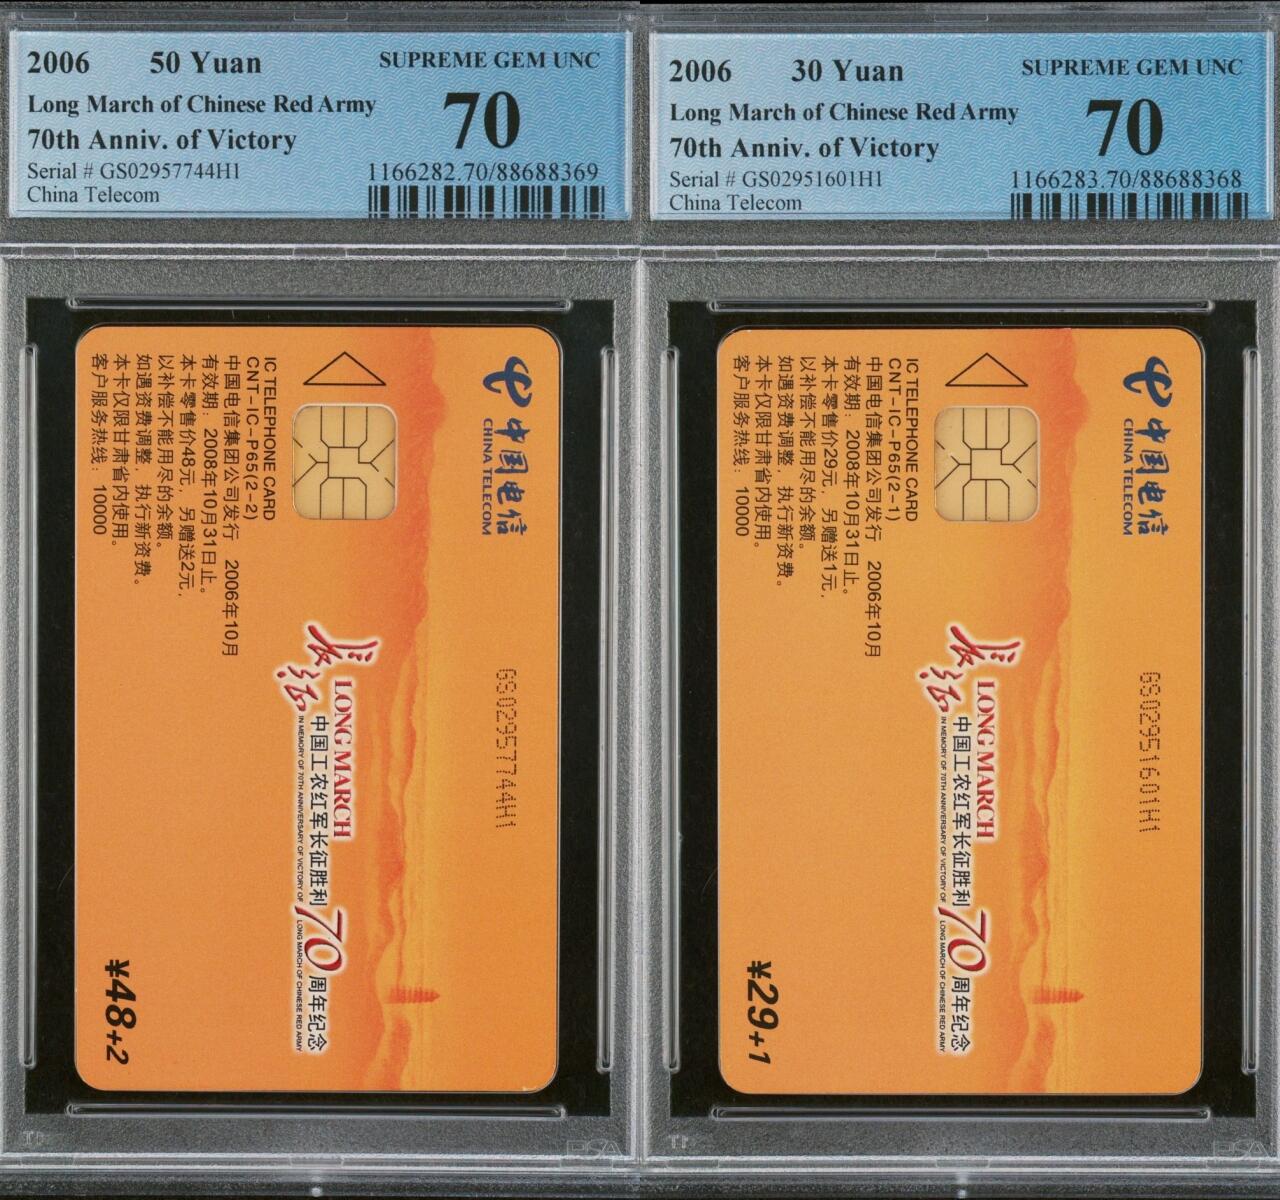 2006 50 Yuan SUPREME GEM UNC
Long March of Chinese Red Army
70th Anniv. of Victory
70
Serial # GS02957744H1
1166282.70/88688369
China Telecom
中国电信
CHINA TELECOM
IC TELEPHONE CARD
CNT-IC-P65(2-2)
中国电信集团公司发行 2006年10月
有效期：2008年10月31日止。
本卡零售价48元，另赠送2元，
以补偿不能用尽的余额。
如遇资费调整，执行新资费。
本卡仅限甘肃省内使用。
客户服务热线：10000
GS02957744H1
长征
LONG MARCH
中国工农红军长征胜利70周年纪念
IN MEMORY OF 70TH ANNIVERSARY OF VICTORY OF LONG MARCH OF CHINESE RED ARMY
¥48+2
PSA
2006 30 Yuan SUPREME GEM UNC
Long March of Chinese Red Army
70th Anniv. of Victory
70
Serial # GS02951601H1
1166283.70/88688368
China Telecom
中国电信
CHINA TELECOM
IC TELEPHONE CARD
CNT-IC-P65(2-1)
中国电信集团公司发行 2006年10月
有效期：2008年10月31日止。
本卡零售价29元，另赠送1元，
以补偿不能用尽的余额。
如遇资费调整，执行新资费。
本卡仅限甘肃省内使用。
客户服务热线：10000
GS02951601H1
长征
LONG MARCH
中国工农红军长征胜利70周年纪念
IN MEMORY OF 70TH ANNIVERSARY OF VICTORY OF LONG MARCH OF CHINESE RED ARMY
¥29+1
PSA